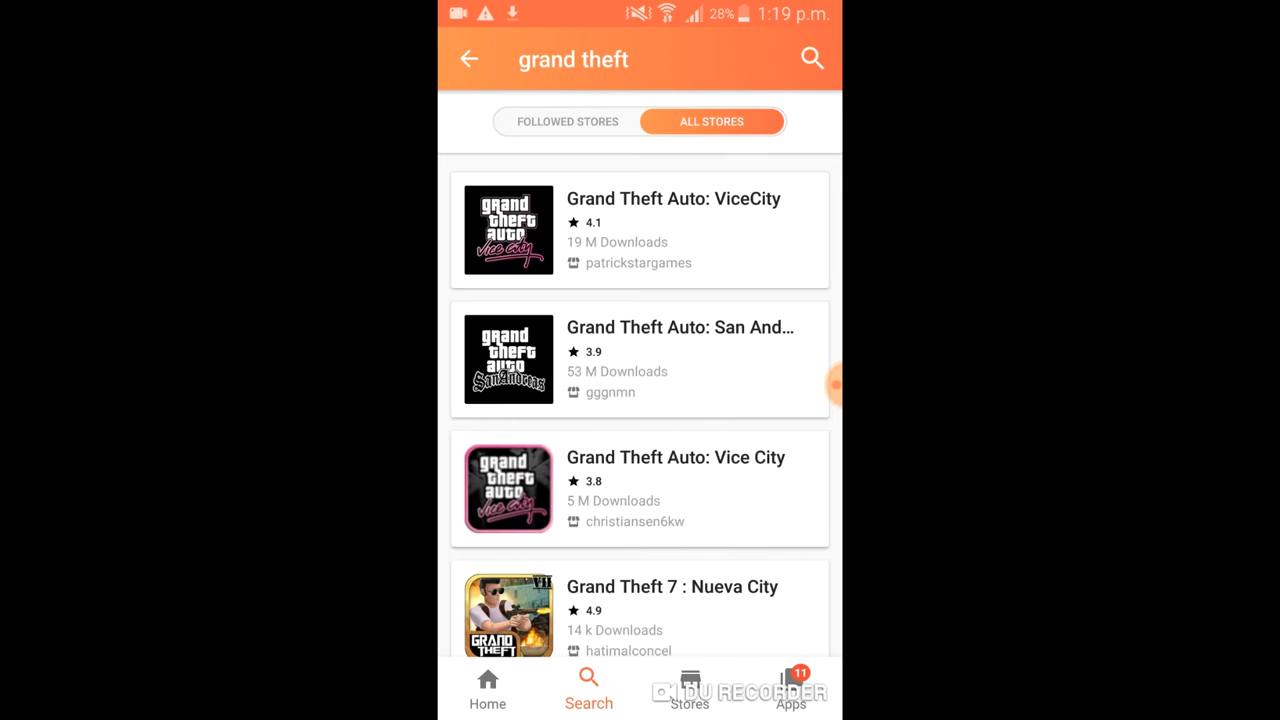 28% 1:19 p.m.
grand theft
FOLLOWED STORES ALL STORES
grand theft auto vice city
Grand Theft Auto: ViceCity
4.1
19 M Downloads
patrickstargames
grand theft auto San Andreas
Grand Theft Auto: San And...
3.9
53 M Downloads
gggnmn
grand theft auto vice city
Grand Theft Auto: Vice City
3.8
5 M Downloads
christiansen6kw
VII
GRAND THEFT
Grand Theft 7 : Nueva City
4.9
14 k Downloads
hatimalconcel
11
DU RECORDER
Home Search Stores Apps